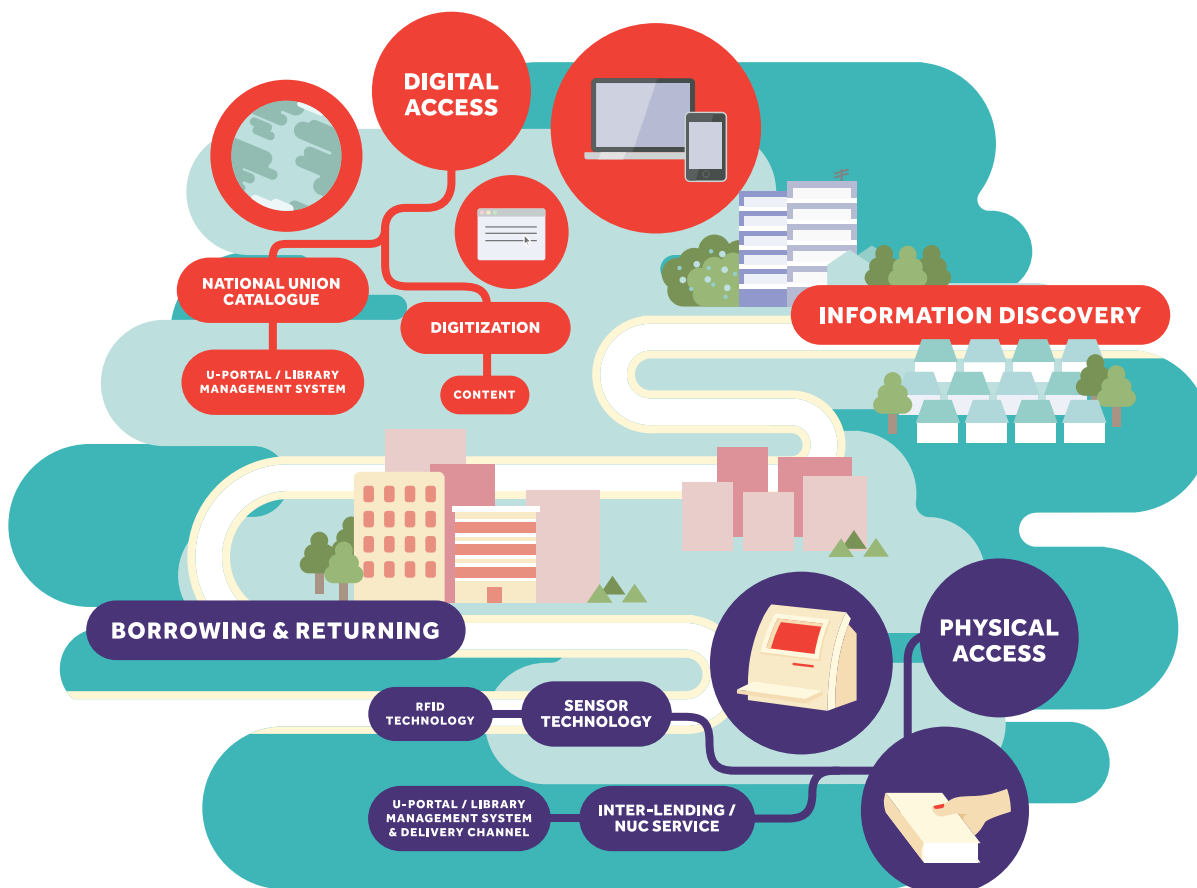 DIGITAL
ACCESS
NATIONAL UNION
CATALOGUE
DIGITIZATION
U-PORTAL / LIBRARY
MANAGEMENT SYSTEM
CONTENT
INFORMATION DISCOVERY
BORROWING & RETURNING
PHYSICAL
ACCESS
RFID
TECHNOLOGY
SENSOR
TECHNOLOGY
U-PORTAL / LIBRARY
MANAGEMENT SYSTEM
& DELIVERY CHANNEL
INTER-LENDING /
NUC SERVICE